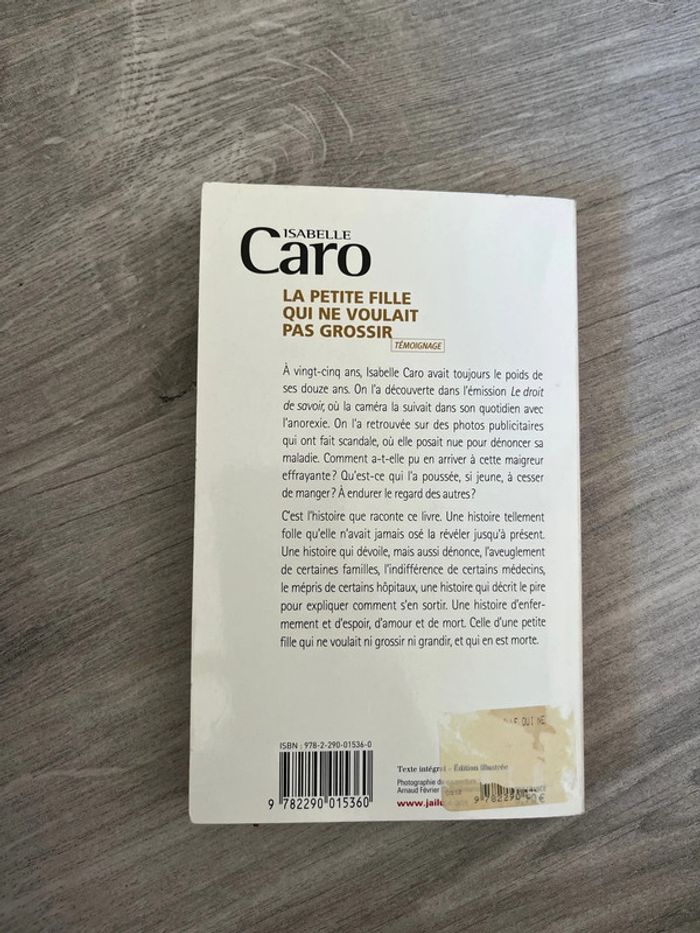 ISABELLE
Caro
LA PETITE FILLE
QUI NE VOULAIT
PAS GROSSIR
TÉMOIGNAGE
À vingt-cinq ans, Isabelle Caro avait toujours le poids de
ses douze ans. On l'a découverte dans l'émission Le droit
de savoir, où la caméra la suivait dans son quotidien avec
l'anorexie. On l'a retrouvée sur des photos publicitaires
qui ont fait scandale, où elle posait nue pour dénoncer sa
maladie. Comment a-t-elle pu en arriver à cette maigreur
effrayante ? Qu'est-ce qui l'a poussée, si jeune, à cesser
de manger ? À endurer le regard des autres ?
C'est l'histoire que raconte ce livre. Une histoire tellement
folle qu'elle n'avait jamais osé la révéler jusqu'à présent.
Une histoire qui dévoile, mais aussi dénonce, l'aveuglement
de certaines familles, l'indifférence de certains médecins,
le mépris de certains hôpitaux, une histoire qui décrit le pire
pour expliquer comment s'en sortir. Une histoire d'enfer-
mement et d'espoir, d'amour et de mort. Celle d'une petite
fille qui ne voulait ni grossir ni grandir, et qui en est morte.
ISBN : 978-2-290-01536-0
9 782290 015360
Texte intégral - Édition illustrée
Photographie
Arnaud Février
www.jail
QUI NE
9 782290
€